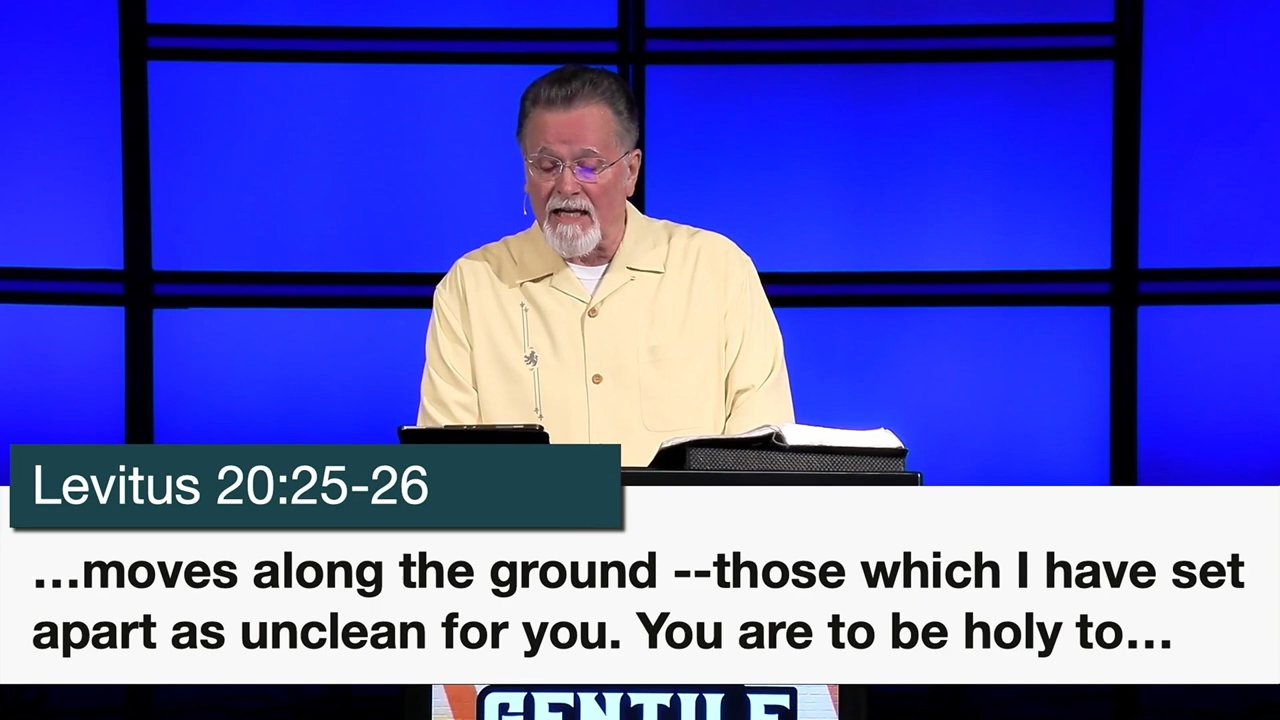 Levitus 20:25-26
...moves along the ground --those which I have set
apart as unclean for you. You are to be holy to...
GENTILE